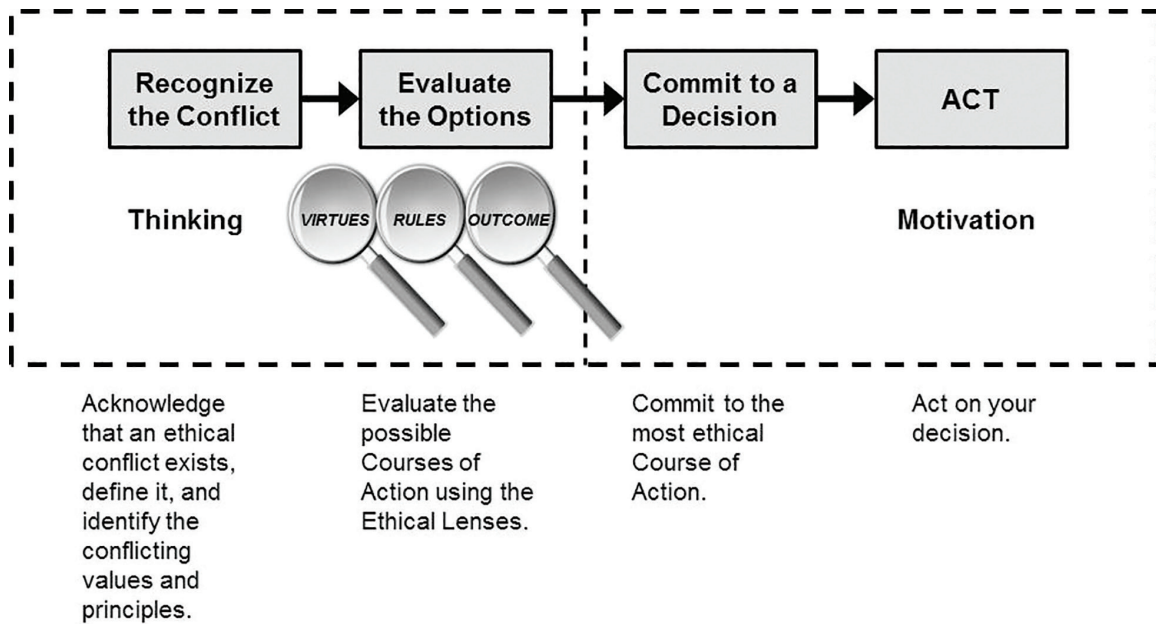 Recognize
the Conflict
Evaluate
the Options
Commit to a
Decision
ACT
Thinking
VIRTUES
RULES
OUTCOME
Motivation
Acknowledge
that an ethical
conflict exists,
define it, and
identify the
conflicting
values and
principles.
Evaluate the
possible
Courses of
Action using the
Ethical Lenses.
Commit to the
most ethical
Course of
Action.
Act on your
decision.